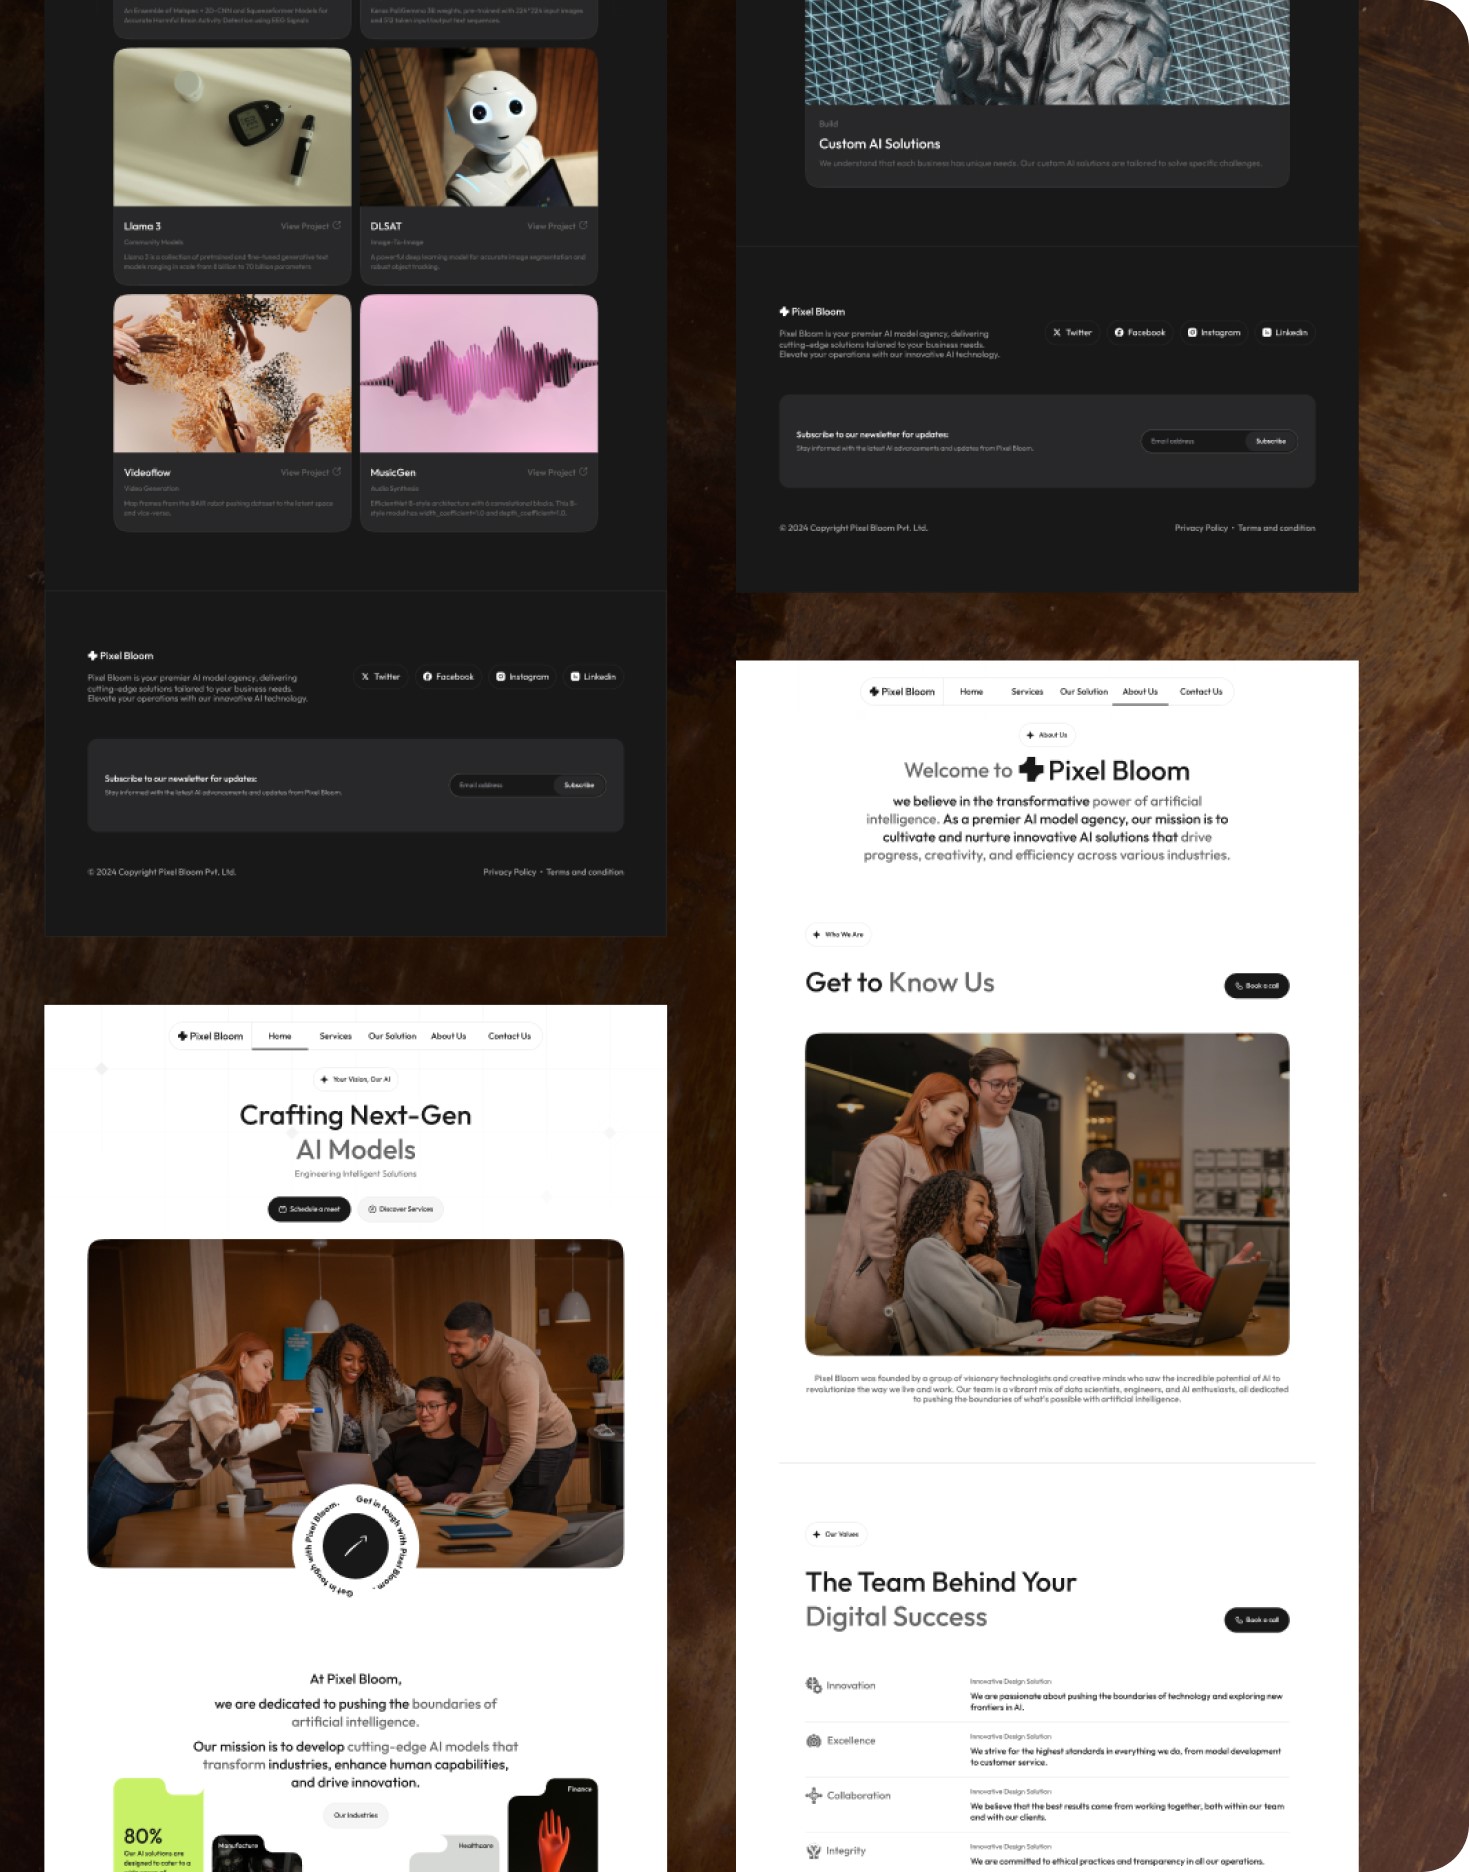 An Ensemble of Melspec + 2D-CNN and Squeezeformer Models for
Accurate Harmful Brain Activity Detection using EEG Signals
Keras PaliGemma 3B weights, pre-trained with 224*224 input images
and 512 token input/output text sequences.
Llama 3
View Project
Community Models
Llama 3 is a collection of pretrained and fine-tuned generative text
models ranging in scale from 8 billion to 70 billion parameters
DLSAT
View Project
Image-To-Image
A powerful deep learning model for accurate image segmentation and
robust object tracking.
Videoflow
View Project
Video Generation
Map frames from the BAIR robot pushing dataset to the latent space
and vice-versa.
MusicGen
View Project
Audio Synthesis
EfficientNet B-style architecture with 6 convolutional blocks. This B-
style model has width_coefficient=1.0 and depth_coefficient=1.0.
Pixel Bloom
Pixel Bloom is your premier AI model agency, delivering
cutting-edge solutions tailored to your business needs.
Elevate your operations with our innovative AI technology.
Twitter
Facebook
Instagram
Linkedin
Subscribe to our newsletter for updates:
Stay informed with the latest AI advancements and updates from Pixel Bloom.
Email address
Subscribe
© 2024 Copyright Pixel Bloom Pvt. Ltd.
Privacy Policy • Terms and condition
Pixel Bloom
Home
Services
Our Solution
About Us
Contact Us
Your Vision, Our AI
Crafting Next-Gen
AI Models
Engineering Intelligent Solutions
Schedule a meet
Discover Services
Get in tough with Pixel Bloom.
Get in tough with Pixel Bloom.
At Pixel Bloom,
we are dedicated to pushing the boundaries of
artificial intelligence.
Our mission is to develop cutting-edge AI models that
transform industries, enhance human capabilities,
and drive innovation.
Our Industries
80%
Our AI solutions are
designed to cater to a
Manufacture
Healthcare
Finance
Build
Custom AI Solutions
We understand that each business has unique needs. Our custom AI solutions are tailored to solve specific challenges.
Pixel Bloom
Pixel Bloom is your premier AI model agency, delivering
cutting-edge solutions tailored to your business needs.
Elevate your operations with our innovative AI technology.
Twitter
Facebook
Instagram
Linkedin
Subscribe to our newsletter for updates:
Stay informed with the latest AI advancements and updates from Pixel Bloom.
Email address
Subscribe
© 2024 Copyright Pixel Bloom Pvt. Ltd.
Privacy Policy • Terms and condition
Pixel Bloom
Home
Services
Our Solution
About Us
Contact Us
About Us
Welcome to Pixel Bloom
we believe in the transformative power of artificial
intelligence. As a premier AI model agency, our mission is to
cultivate and nurture innovative AI solutions that drive
progress, creativity, and efficiency across various industries.
Who We Are
Get to Know Us
Book a call
Pixel Bloom was founded by a group of visionary technologists and creative minds who saw the incredible potential of AI to
revolutionize the way we live and work. Our team is a vibrant mix of data scientists, engineers, and AI enthusiasts, all dedicated
to pushing the boundaries of what's possible with artificial intelligence.
Our Values
The Team Behind Your
Digital Success
Book a call
Innovation
Innovative Design Solution
We are passionate about pushing the boundaries of technology and exploring new
frontiers in AI.
Excellence
Innovative Design Solution
We strive for the highest standards in everything we do, from model development
to customer service.
Collaboration
Innovative Design Solution
We believe that the best results come from working together, both within our team
and with our clients.
Integrity
Innovative Design Solution
We are committed to ethical practices and transparency in all our operations.